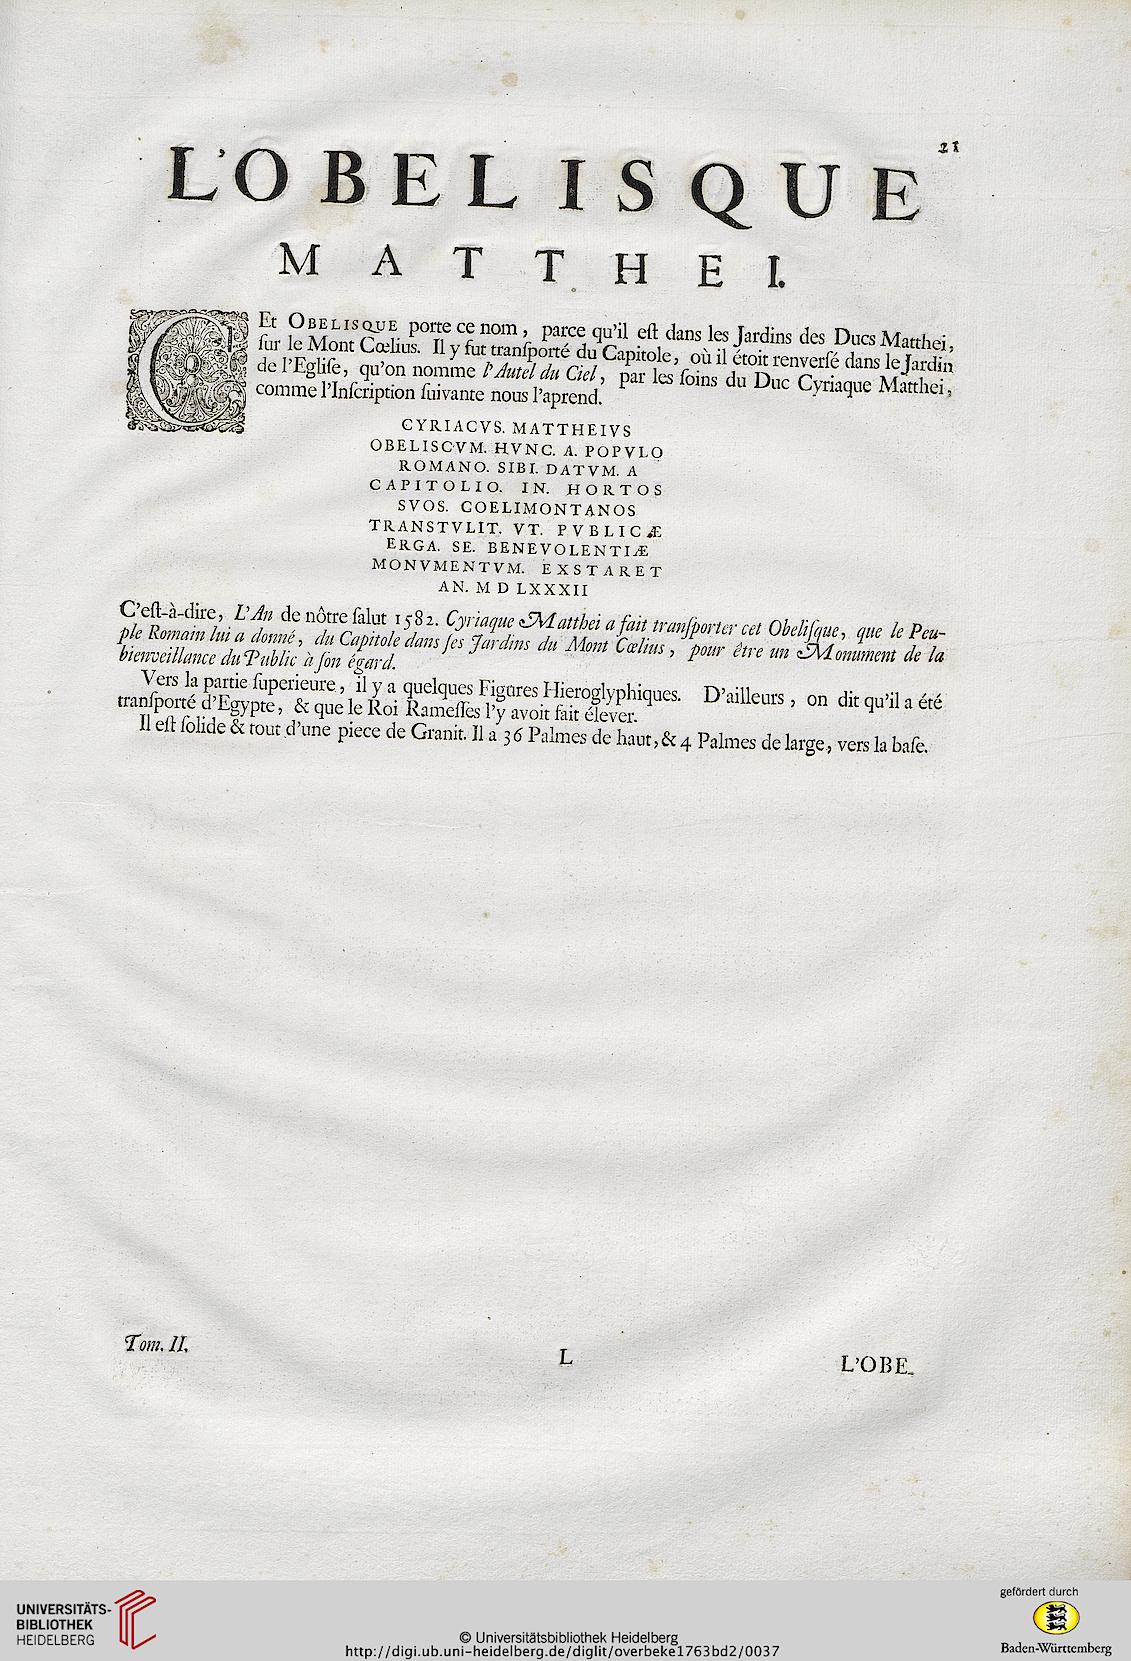 21
L'OBELISQUE
MATTHEI.
CEt OBELISQUE porte ce nom, parce qu'il eſt dans les Jardins des Ducs Matthei,
ſur le Mont Cœlius. Il y fut tranſporté du Capitole, où il étoit renverſé dans le Jardin
de l'Egliſe, qu'on nomme l'Autel du Ciel, par les ſoins du Duc Cyriaque Matthei,
comme l'Inſcription ſuivante nous l'aprend.
CYRIACVS. MATTHEIVS
OBELISCVM. HVNC. A. POPVLO
ROMANO. SIBI. DATVM. A
CAPITOLIO. IN. HORTOS
SVOS. COELIMONTANOS
TRANSTVLIT. VT. PVBLICÆ
ERGA. SE. BENEVOLENTIÆ
MONVMENTVM. EXSTARET
AN. M D LXXXII
C'eſt-à-dire, L'An de nôtre ſalut 1582. Cyriaque Matthei a fait tranſporter cet Obeliſque, que le Peu-
ple Romain lui a donné, du Capitole dans ſes Jardins du Mont Cœlius, pour être un Monument de la
bienveillance du Public à ſon égard.
Vers la partie ſuperieure, il y a quelques Figures Hieroglyphiques. D'ailleurs, on dit qu'il a été
tranſporté d'Egypte, & que le Roi Rameſſes l'y avoit fait élever.
Il eſt ſolide & tout d'une piece de Granit. Il a 36 Palmes de haut, & 4 Palmes de large, vers la baſe.
Tom. II.
L
L'OBE-
UNIVERSITÄTS-
BIBLIOTHEK
HEIDELBERG
© Universitätsbibliothek Heidelberg
http://digi.ub.uni-heidelberg.de/diglit/overbeke1763bd2/0037
gefördert durch
Baden-Württemberg